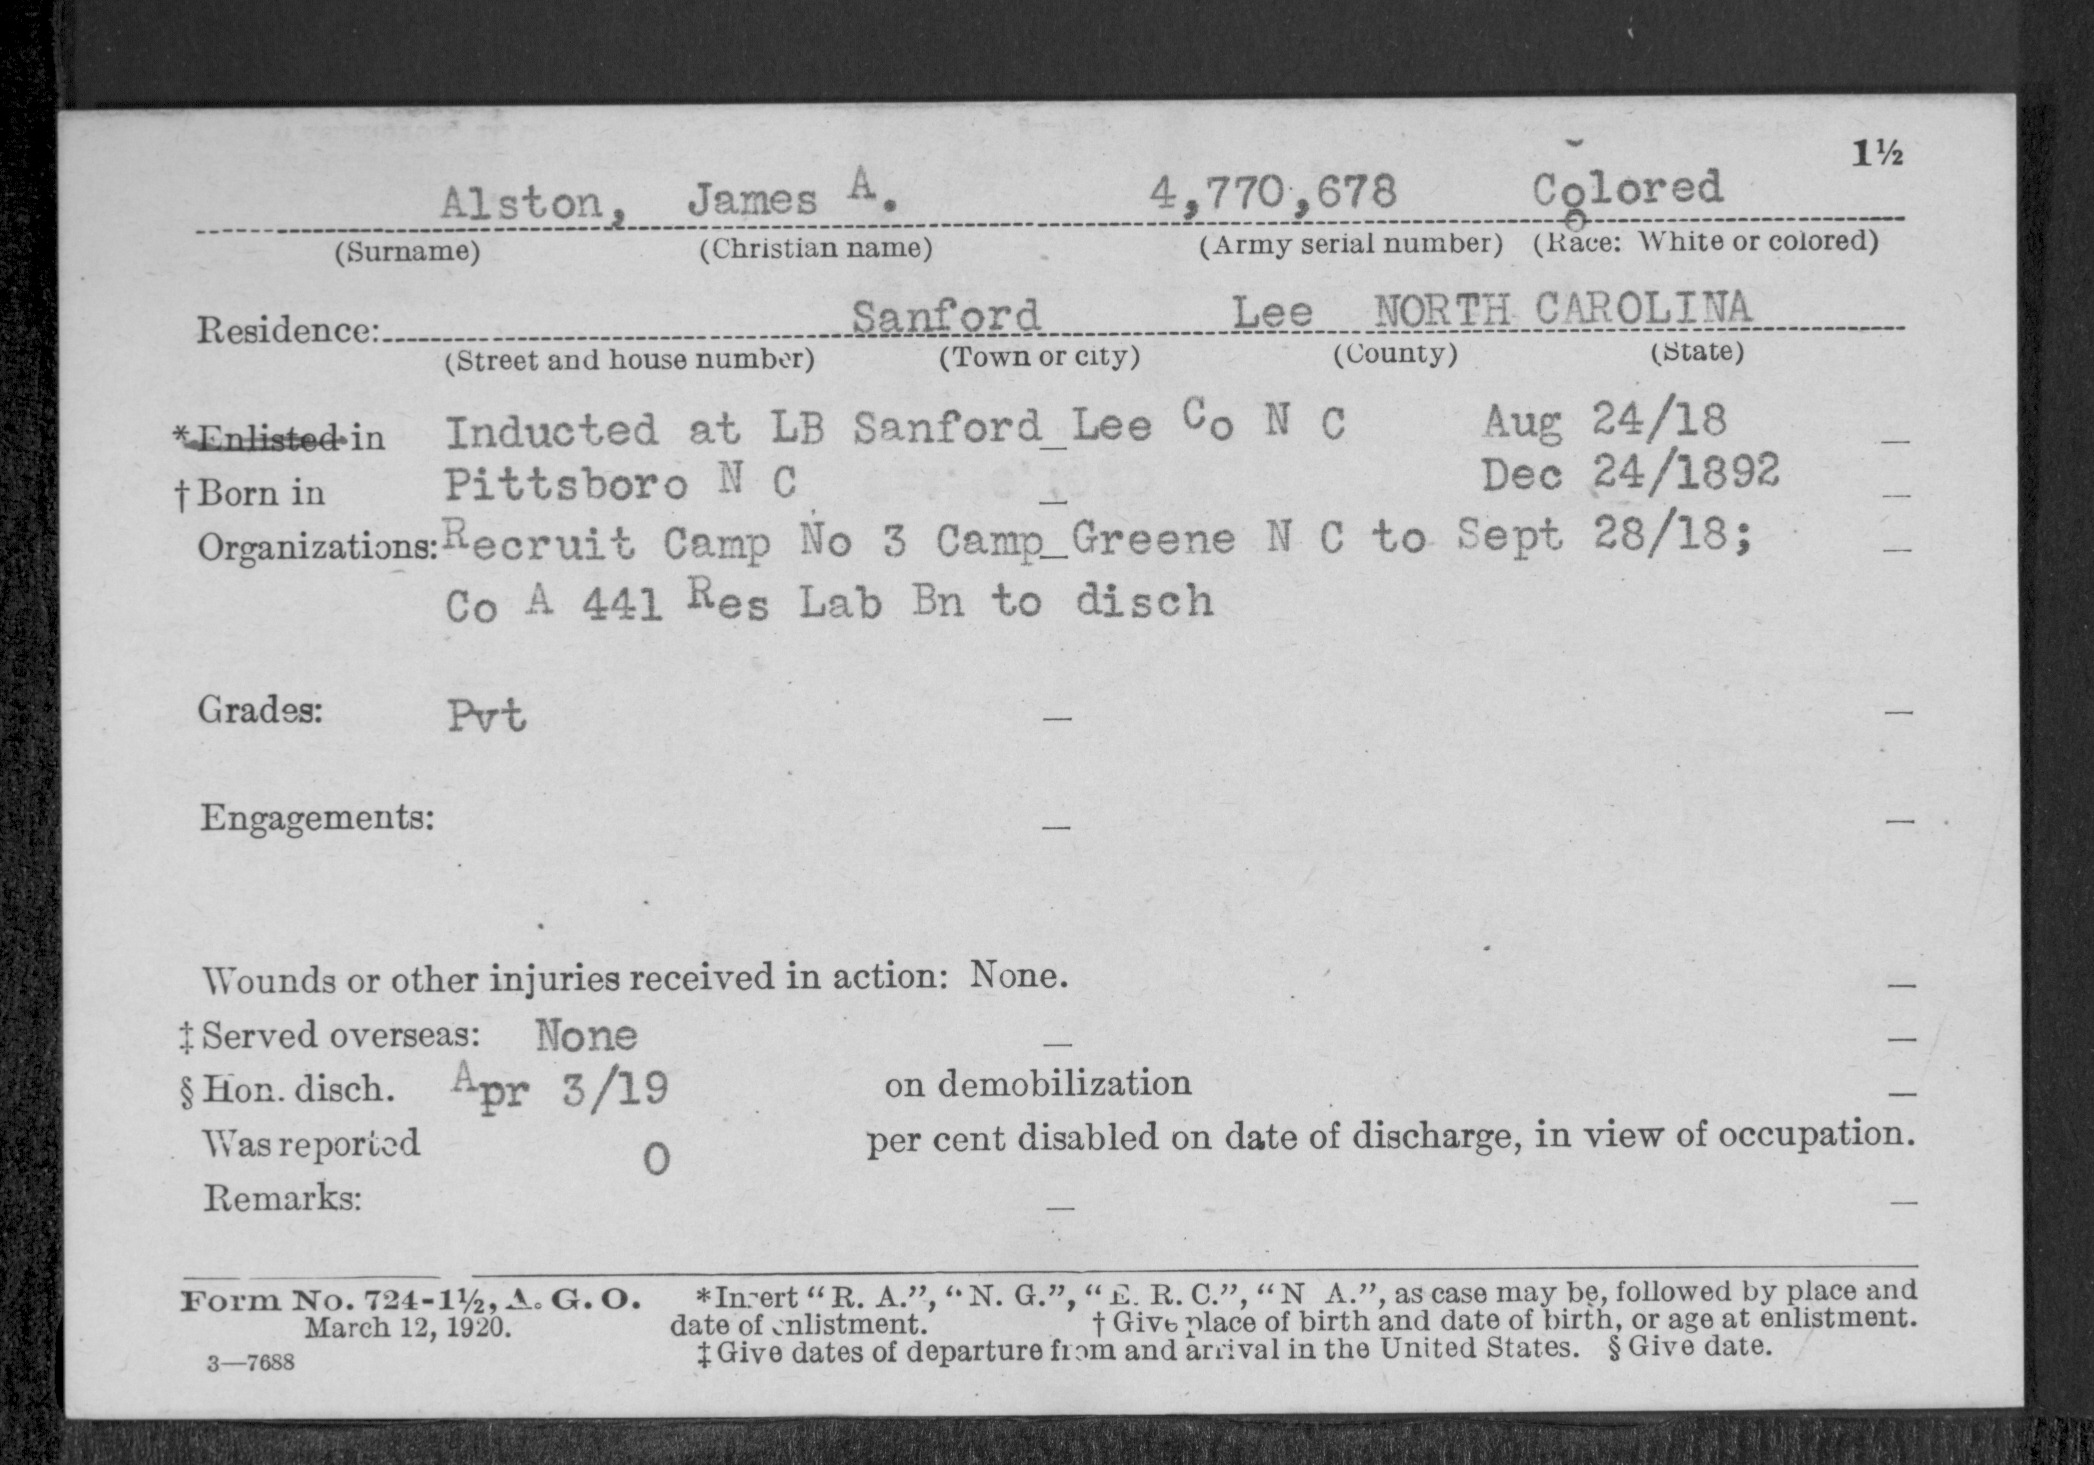 1½
Alston, James A. 4,770,678 Colored
(Surname) (Christian name) (Army serial number) (Race: White or colored)
Residence: Sanford Lee NORTH CAROLINA
(Street and house number) (Town or city) (County) (State)
*Enlisted in Inducted at LB Sanford Lee Co N C Aug 24/18
†Born in Pittsboro N C Dec 24/1892
Organizations: Recruit Camp No 3 Camp Greene N C to Sept 28/18;
Co A 441 Res Lab Bn to disch
Grades: Pvt
Engagements:
Wounds or other injuries received in action: None.
‡Served overseas: None
§Hon. disch. Apr 3/19 on demobilization
Was reported 0 per cent disabled on date of discharge, in view of occupation.
Remarks:
Form No. 724-1½, A. G. O. *Insert "R. A.", "N. G.", "E. R. C.", "N A.", as case may be, followed by place and
March 12, 1920. date of enlistment. †Give place of birth and date of birth, or age at enlistment.
3—7688 ‡Give dates of departure from and arrival in the United States. §Give date.